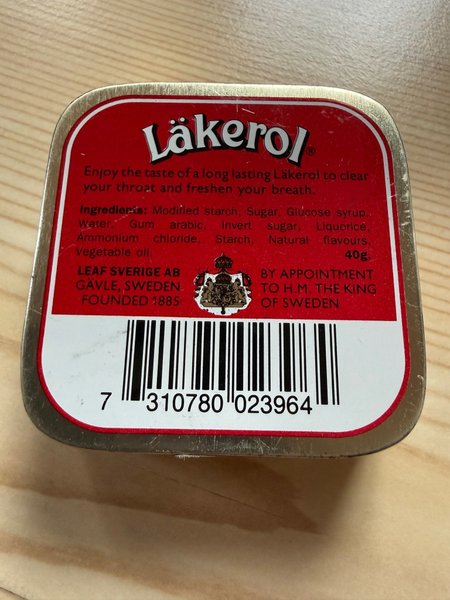 Läkerol®
Enjoy the taste of a long lasting Läkerol to clear
your throat and freshen your breath.
Ingredients: Modified starch, Sugar, Glucose syrup,
Water, Gum arabic, Invert sugar, Liquorice,
Ammonium chloride, Starch, Natural flavours,
Vegetable oil. 40g.
LEAF SVERIGE AB
GÄVLE, SWEDEN
FOUNDED 1885
BY APPOINTMENT
TO H.M. THE KING
OF SWEDEN
7 310780 023964